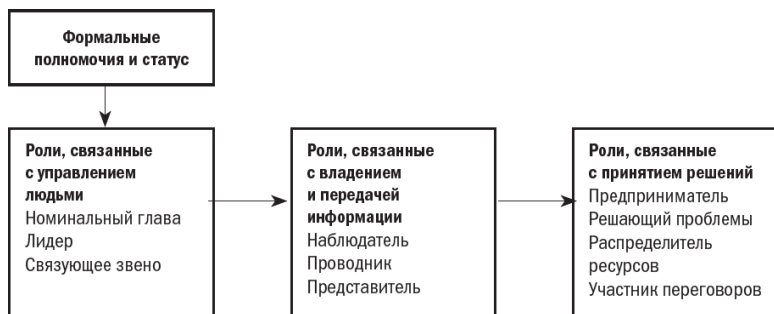 Формальные
полномочия и статус
Роли, связанные
с управлением
людьми
Номинальный глава
Лидер
Связующее звено
Роли, связанные
с владением
и передачей
информации
Наблюдатель
Проводник
Представитель
Роли, связанные
с принятием решений
Предприниматель
Решающий проблемы
Распределитель
ресурсов
Участник переговоров